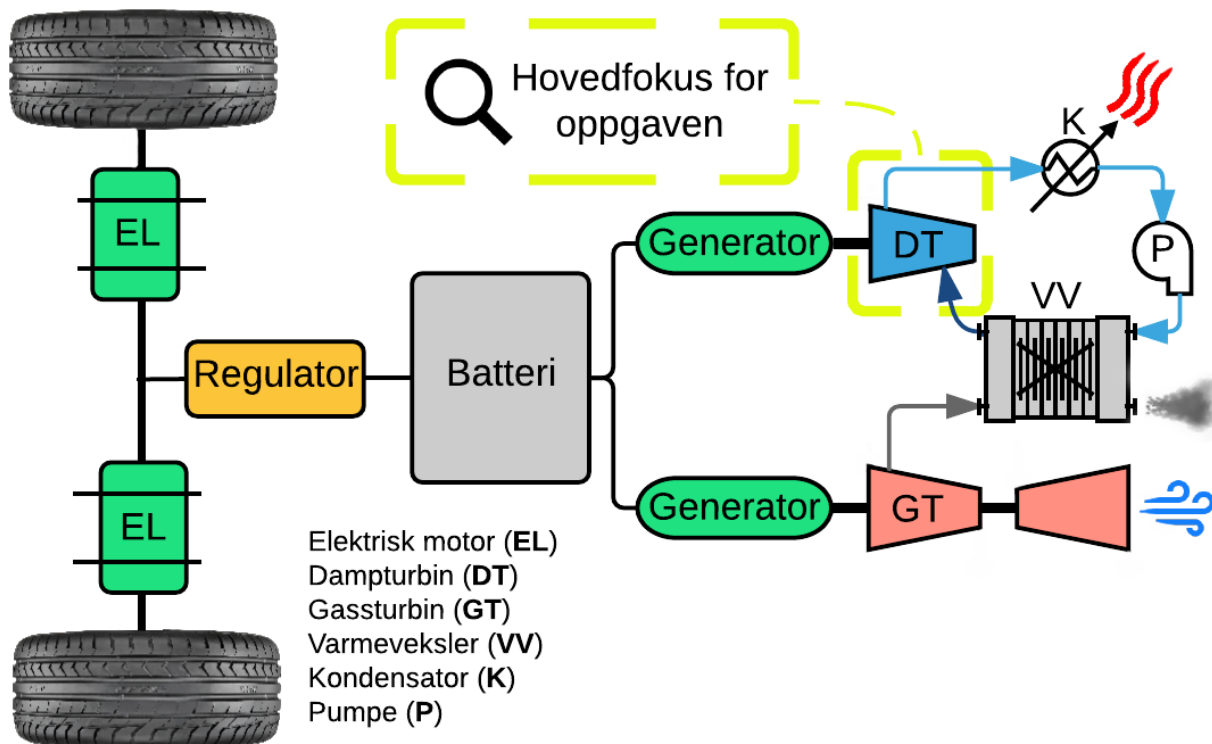 Hovedfokus for
oppgaven
K
EL
Generator
DT
P
VV
Regulator
Batteri
EL
Generator
GT
Elektrisk motor (EL)
Dampturbin (DT)
Gassturbin (GT)
Varmeveksler (VV)
Kondensator (K)
Pumpe (P)